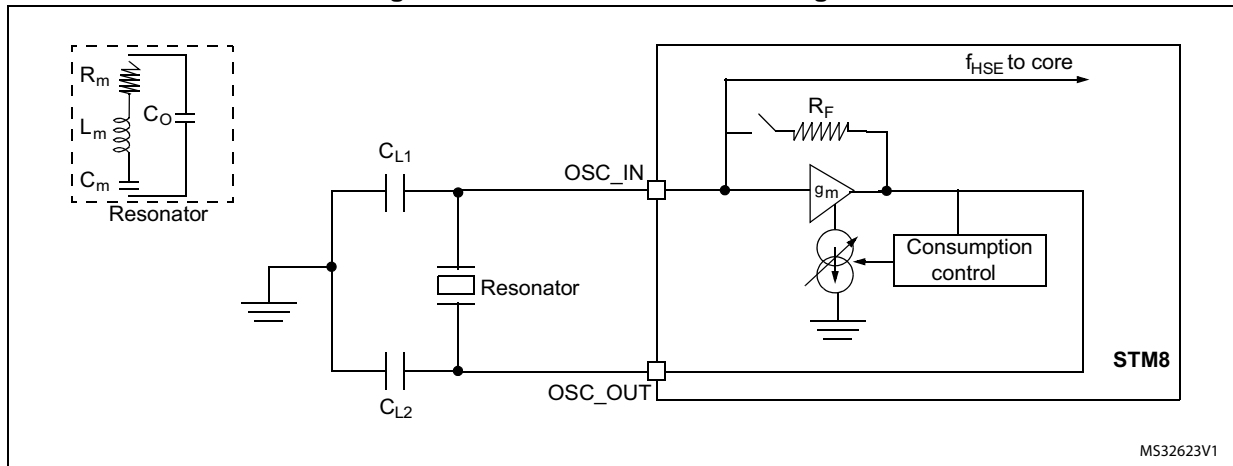 R_m
C_O
L_m
C_m
Resonator
C_L1
C_L2
Resonator
OSC_IN
OSC_OUT
f_HSE to core
R_F
g_m
Consumption
control
STM8
MS32623V1